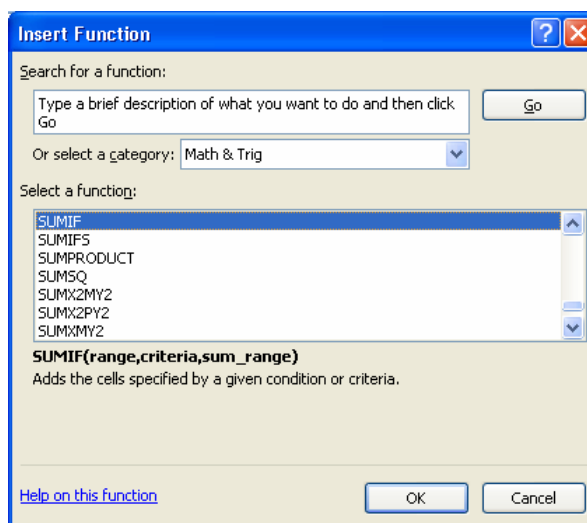 Insert Function
Search for a function:
Type a brief description of what you want to do and then click
Go
Go
Or select a category: Math & Trig
Select a function:
SUMIF
SUMIFS
SUMPRODUCT
SUMSQ
SUMX2MY2
SUMX2PY2
SUMXMY2
SUMIF(range,criteria,sum_range)
Adds the cells specified by a given condition or criteria.
Help on this function
OK
Cancel